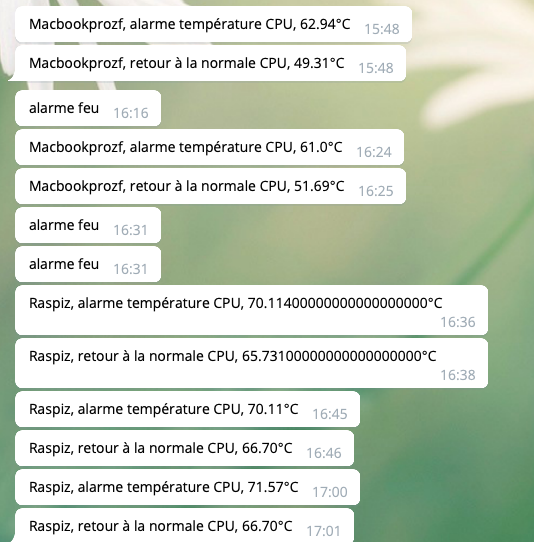 Macbookprozf, alarme température CPU, 62.94°C 15:48
Macbookprozf, retour à la normale CPU, 49.31°C 15:48
alarme feu 16:16
Macbookprozf, alarme température CPU, 61.0°C 16:24
Macbookprozf, retour à la normale CPU, 51.69°C 16:25
alarme feu 16:31
alarme feu 16:31
Raspiz, alarme température CPU, 70.11400000000000000000°C
16:36
Raspiz, retour à la normale CPU, 65.73100000000000000000°C
16:38
Raspiz, alarme température CPU, 70.11°C 16:45
Raspiz, retour à la normale CPU, 66.70°C 16:46
Raspiz, alarme température CPU, 71.57°C 17:00
Raspiz, retour à la normale CPU, 66.70°C 17:01